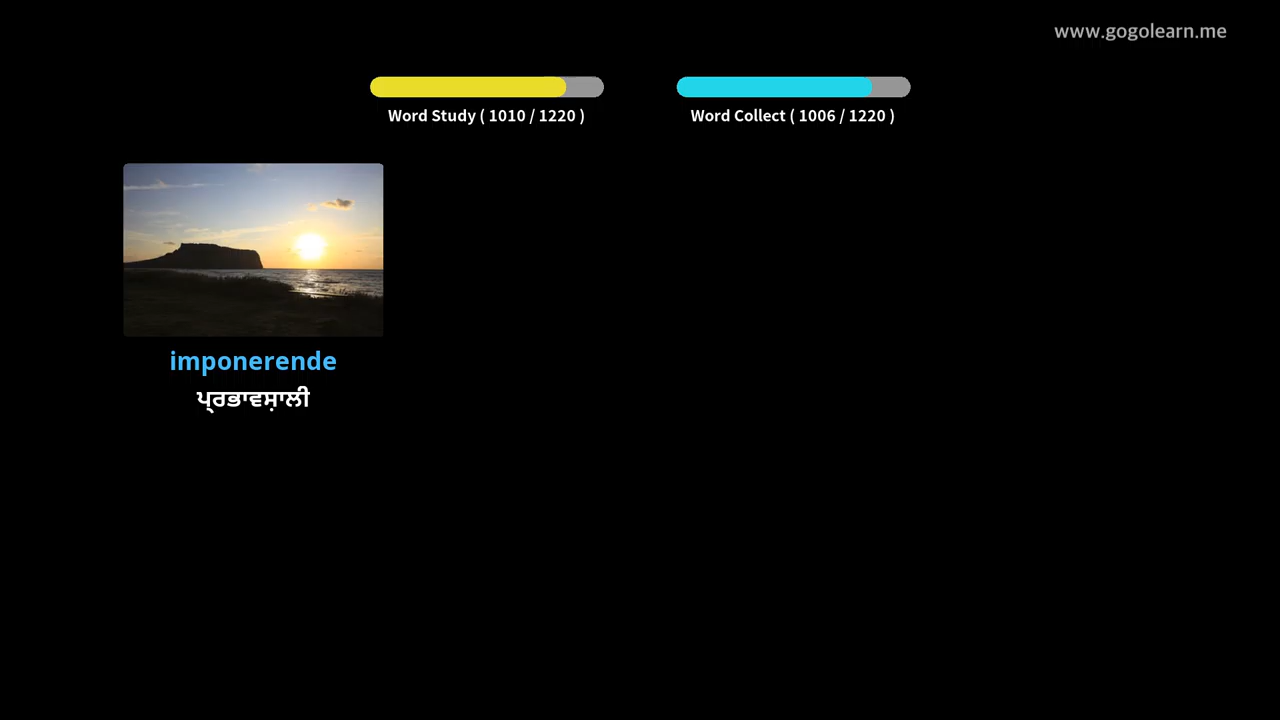 www.gogolearn.me
Word Study ( 1010 / 1220 )
Word Collect ( 1006 / 1220 )
imponerende
ਪ੍ਰਭਾਵਸ਼ਾਲੀ